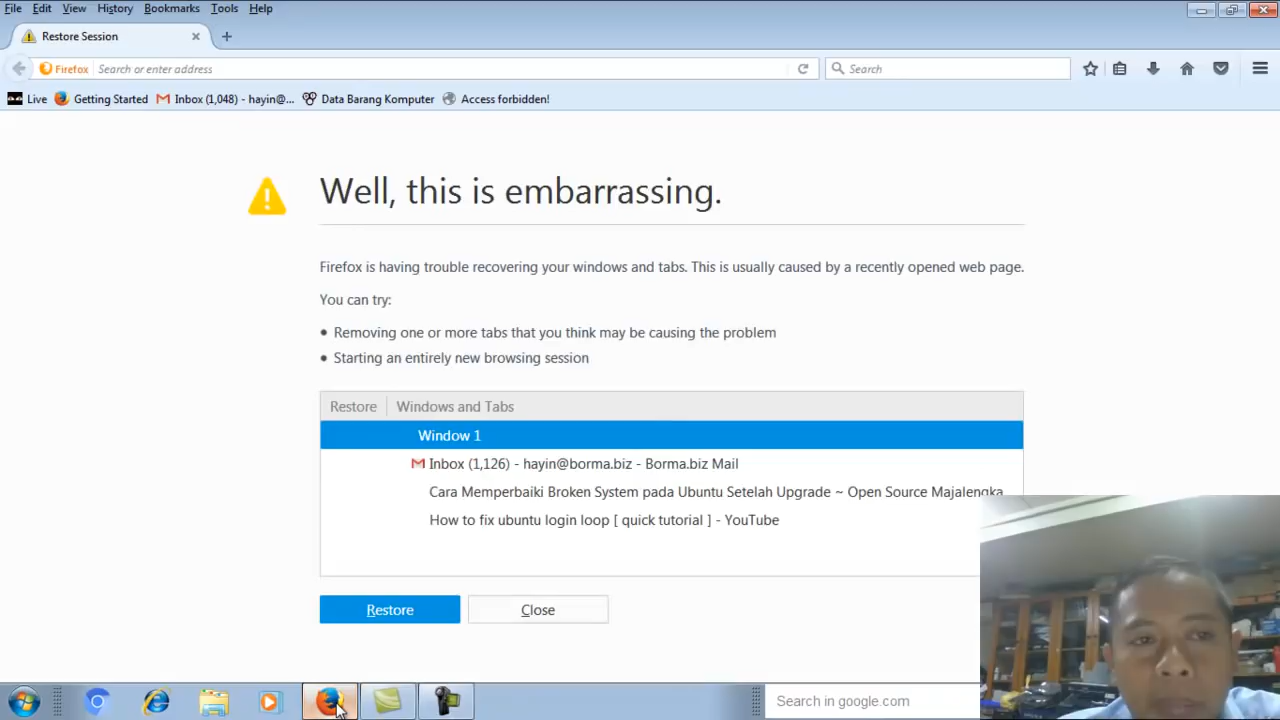 File Edit View History Bookmarks Tools Help
Restore Session
Firefox Search or enter address Search
Live Getting Started Inbox (1,048) - hayin@... Data Barang Komputer Access forbidden!
Well, this is embarrassing.
Firefox is having trouble recovering your windows and tabs. This is usually caused by a recently opened web page.
You can try:
• Removing one or more tabs that you think may be causing the problem
• Starting an entirely new browsing session
Restore Windows and Tabs
Window 1
Inbox (1,126) - hayin@borma.biz - Borma.biz Mail
Cara Memperbaiki Broken System pada Ubuntu Setelah Upgrade ~ Open Source Majalengka
How to fix ubuntu login loop [ quick tutorial ] - YouTube
Restore Close
Search in google.com